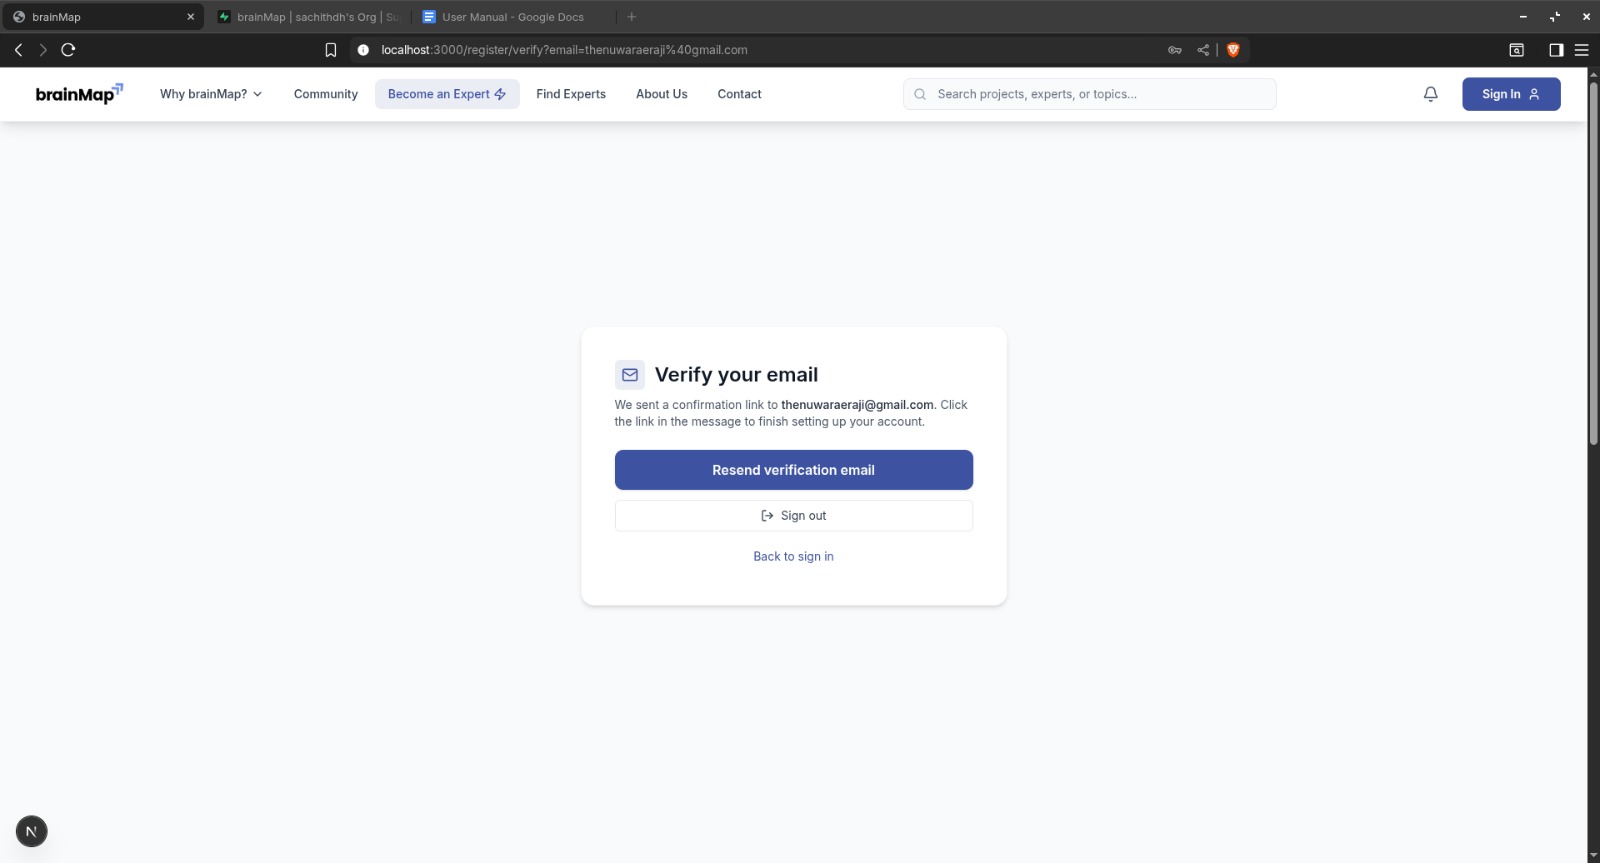 brainMap
brainMap | sachithdh's Org | Su
User Manual - Google Docs
localhost:3000/register/verify?email=thenuwaraeraji%40gmail.com
brainMap
Why brainMap?
Community
Become an Expert
Find Experts
About Us
Contact
Search projects, experts, or topics...
Sign In
Verify your email
We sent a confirmation link to thenuwaraeraji@gmail.com. Click
the link in the message to finish setting up your account.
Resend verification email
Sign out
Back to sign in
N